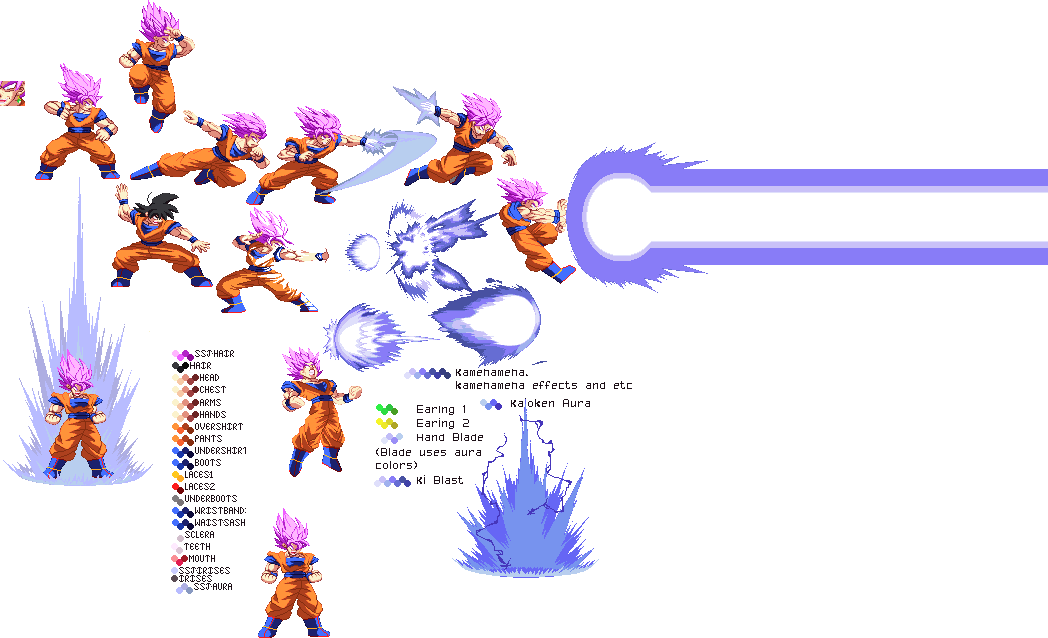 SSJHAIR
HAIR
HEAD
CHEST
ARMS
HANDS
OVERSHIRT
PANTS
UNDERSHIRT
BOOTS
LACES1
LACES2
UNDERBOOTS
WRISTBAND:
WAISTSASH
SCLERA
TEETH
MOUTH
SSJIRISES
IRISES
SSJAURA
Kamehameha.
kamehameha effects and etc
Kaioken Aura
Earing 1
Earing 2
Hand Blade
(Blade uses aura
colors)
Ki Blast